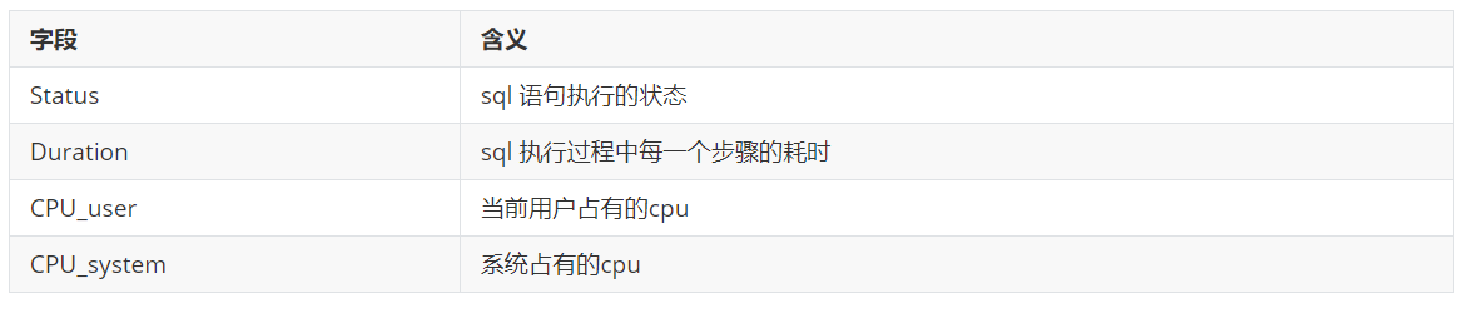 字段 含义
Status sql 语句执行的状态
Duration sql 执行过程中每一个步骤的耗时
CPU_user 当前用户占有的cpu
CPU_system 系统占有的cpu